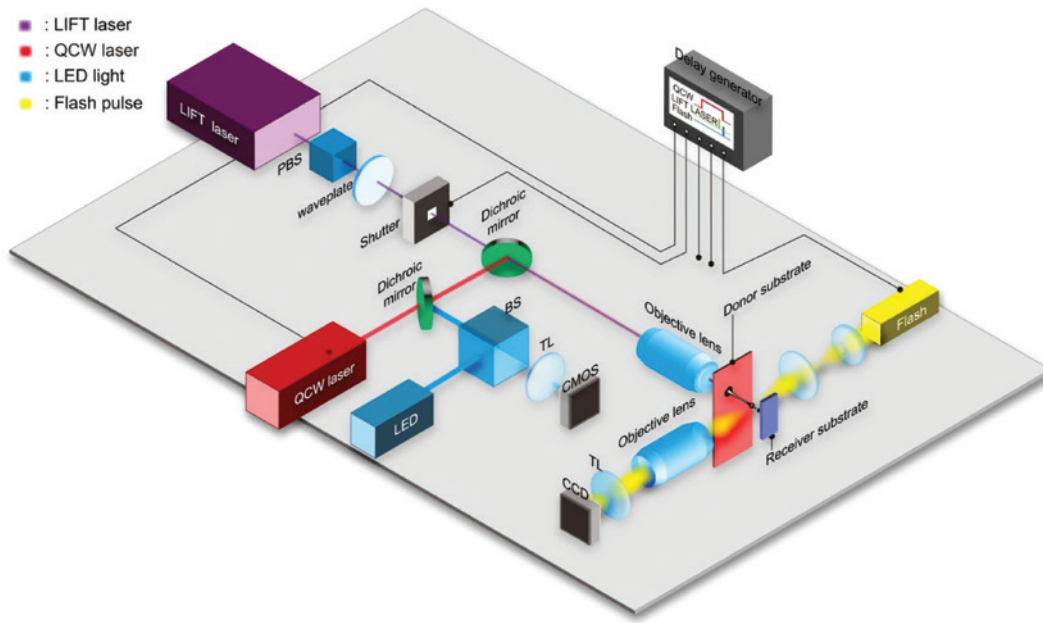 : LIFT laser
: QCW laser
: LED light
: Flash pulse
Delay generator
QCW
LIFT LASER
Flash
LIFT laser
PBS
waveplate
Shutter
Dichroic
mirror
Dichroic
mirror
BS
TL
CMOS
QCW laser
LED
Objective lens
Donor substrate
Flash
Objective lens
Receiver substrate
TL
CCD